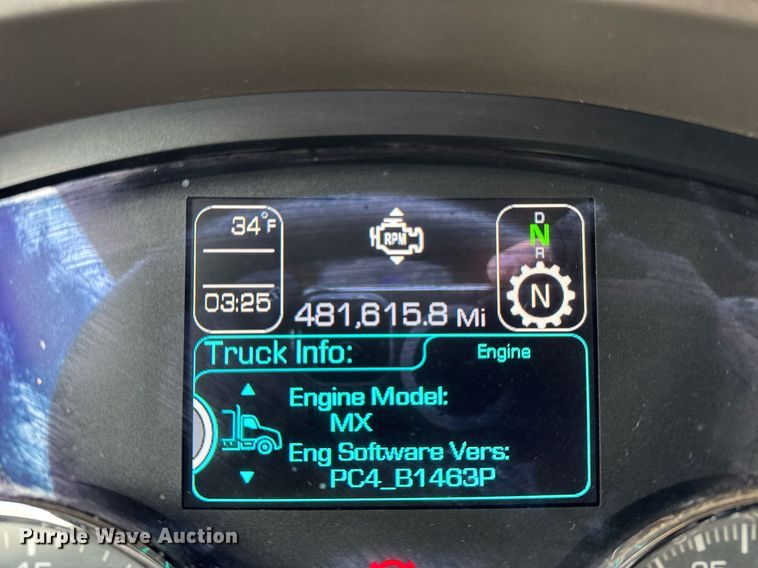 34°F
03:25
RPM
481,615.8 Mi
D
N
R
N
Truck Info:
Engine
Engine Model:
MX
Eng Software Vers:
PC4_B1463P
Purple Wave Auction